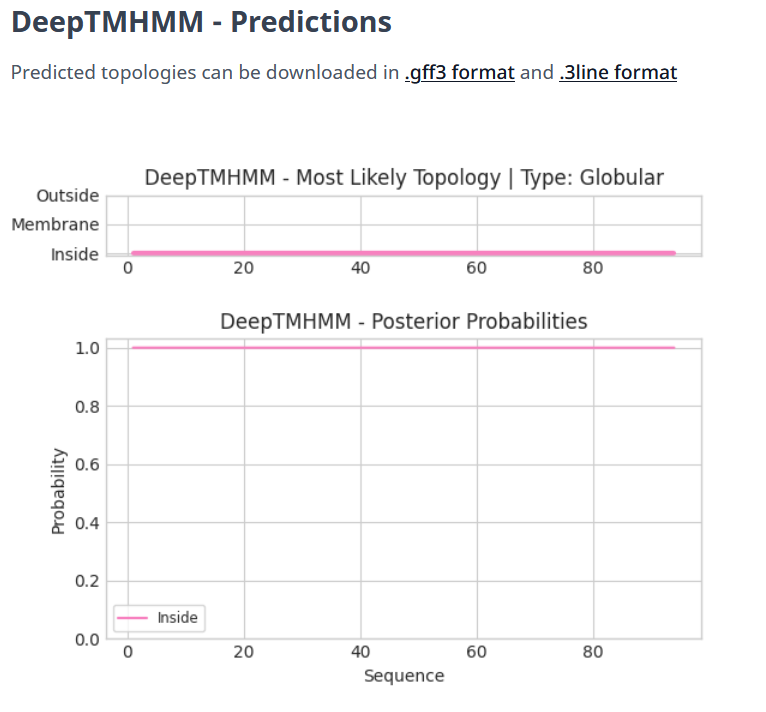 DeepTMHMM - Predictions
Predicted topologies can be downloaded in .gff3 format and .3line format
DeepTMHMM - Most Likely Topology | Type: Globular
Outside
Membrane
Inside
0 20 40 60 80
DeepTMHMM - Posterior Probabilities
1.0
0.8
0.6
0.4
0.2
0.0
Probability
Inside
0 20 40 60 80
Sequence